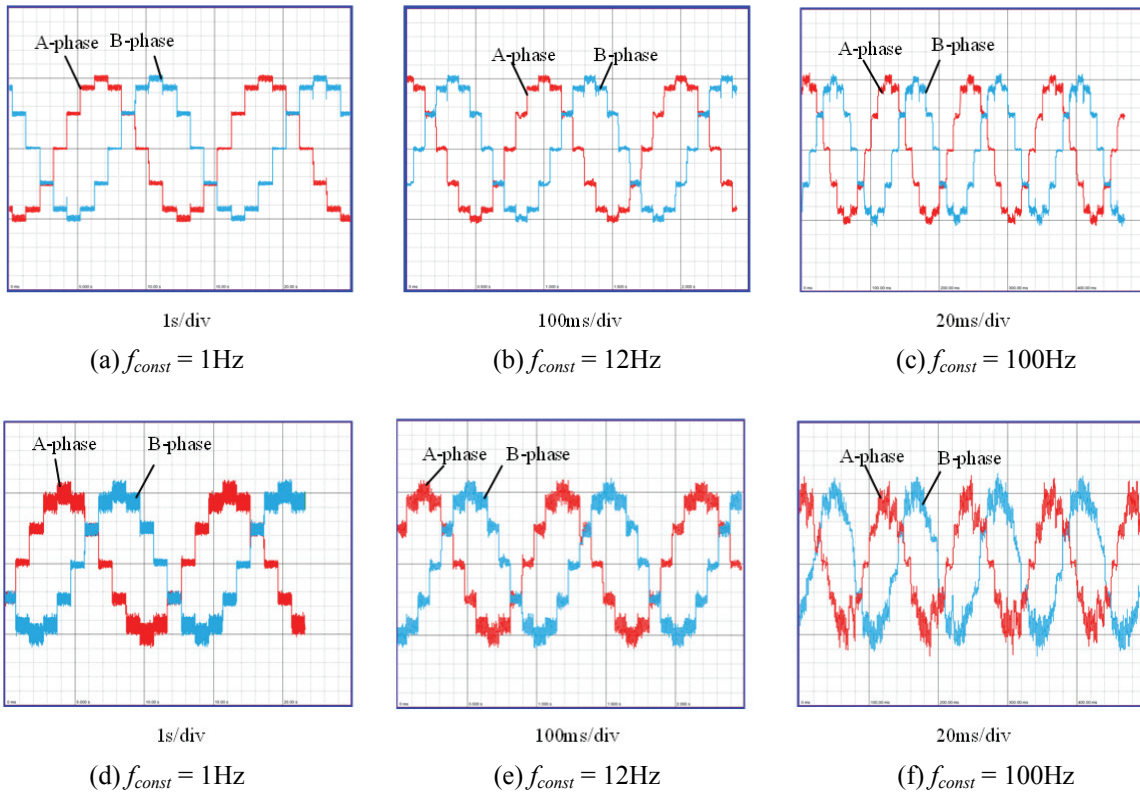 A-phase B-phase
A-phase B-phase
A-phase B-phase
1s/div
100ms/div
20ms/div
(a) fconst = 1Hz
(b) fconst = 12Hz
(c) fconst = 100Hz
A-phase B-phase
A-phase B-phase
A-phase B-phase
1s/div
100ms/div
20ms/div
(d) fconst = 1Hz
(e) fconst = 12Hz
(f) fconst = 100Hz